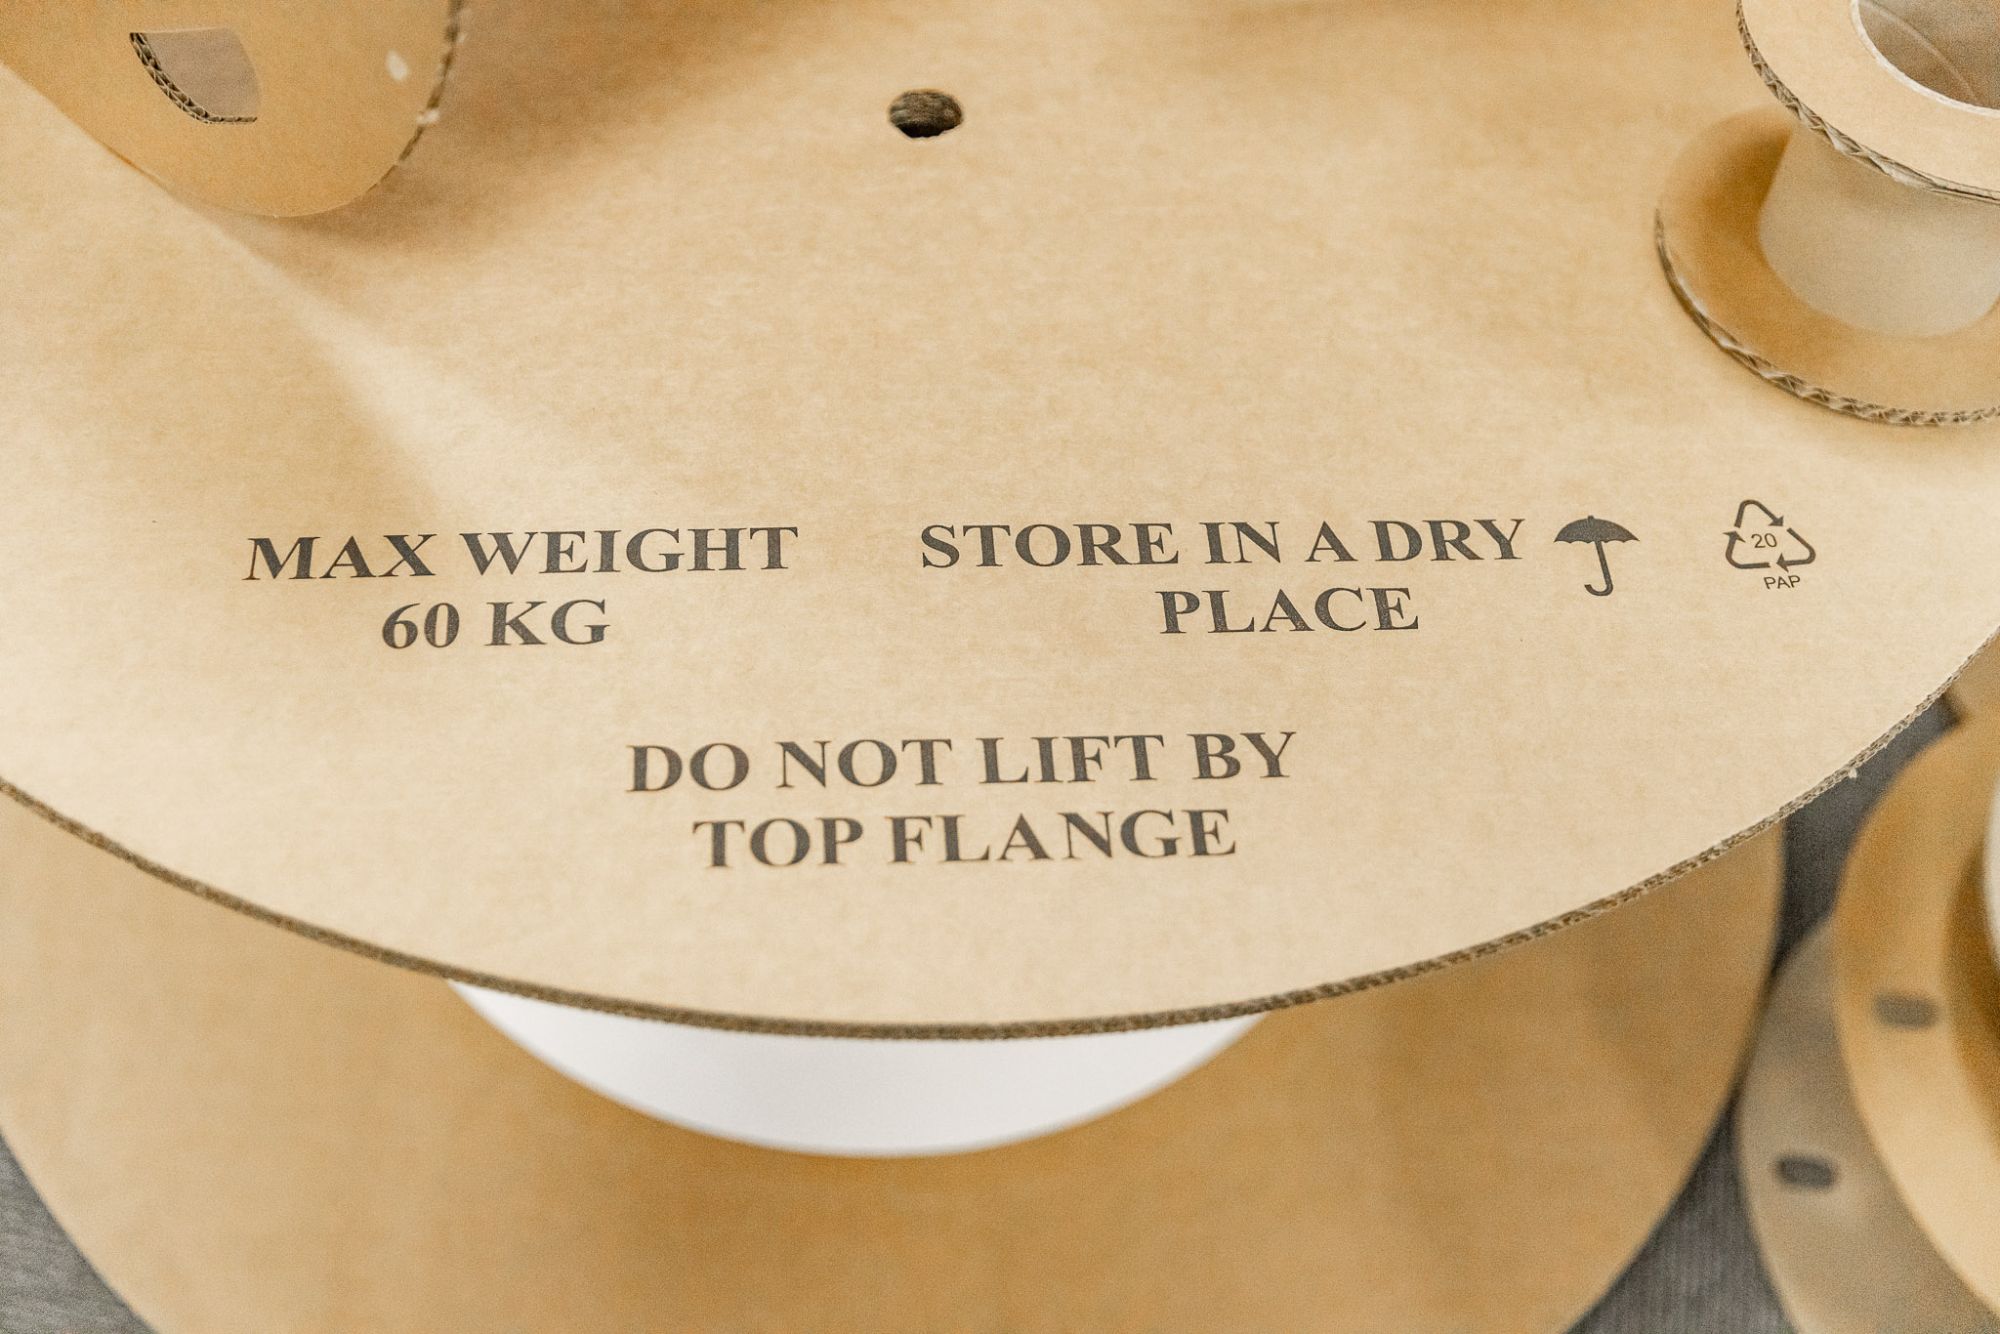 MAX WEIGHT
60 KG
STORE IN A DRY
PLACE
20
PAP
DO NOT LIFT BY
TOP FLANGE